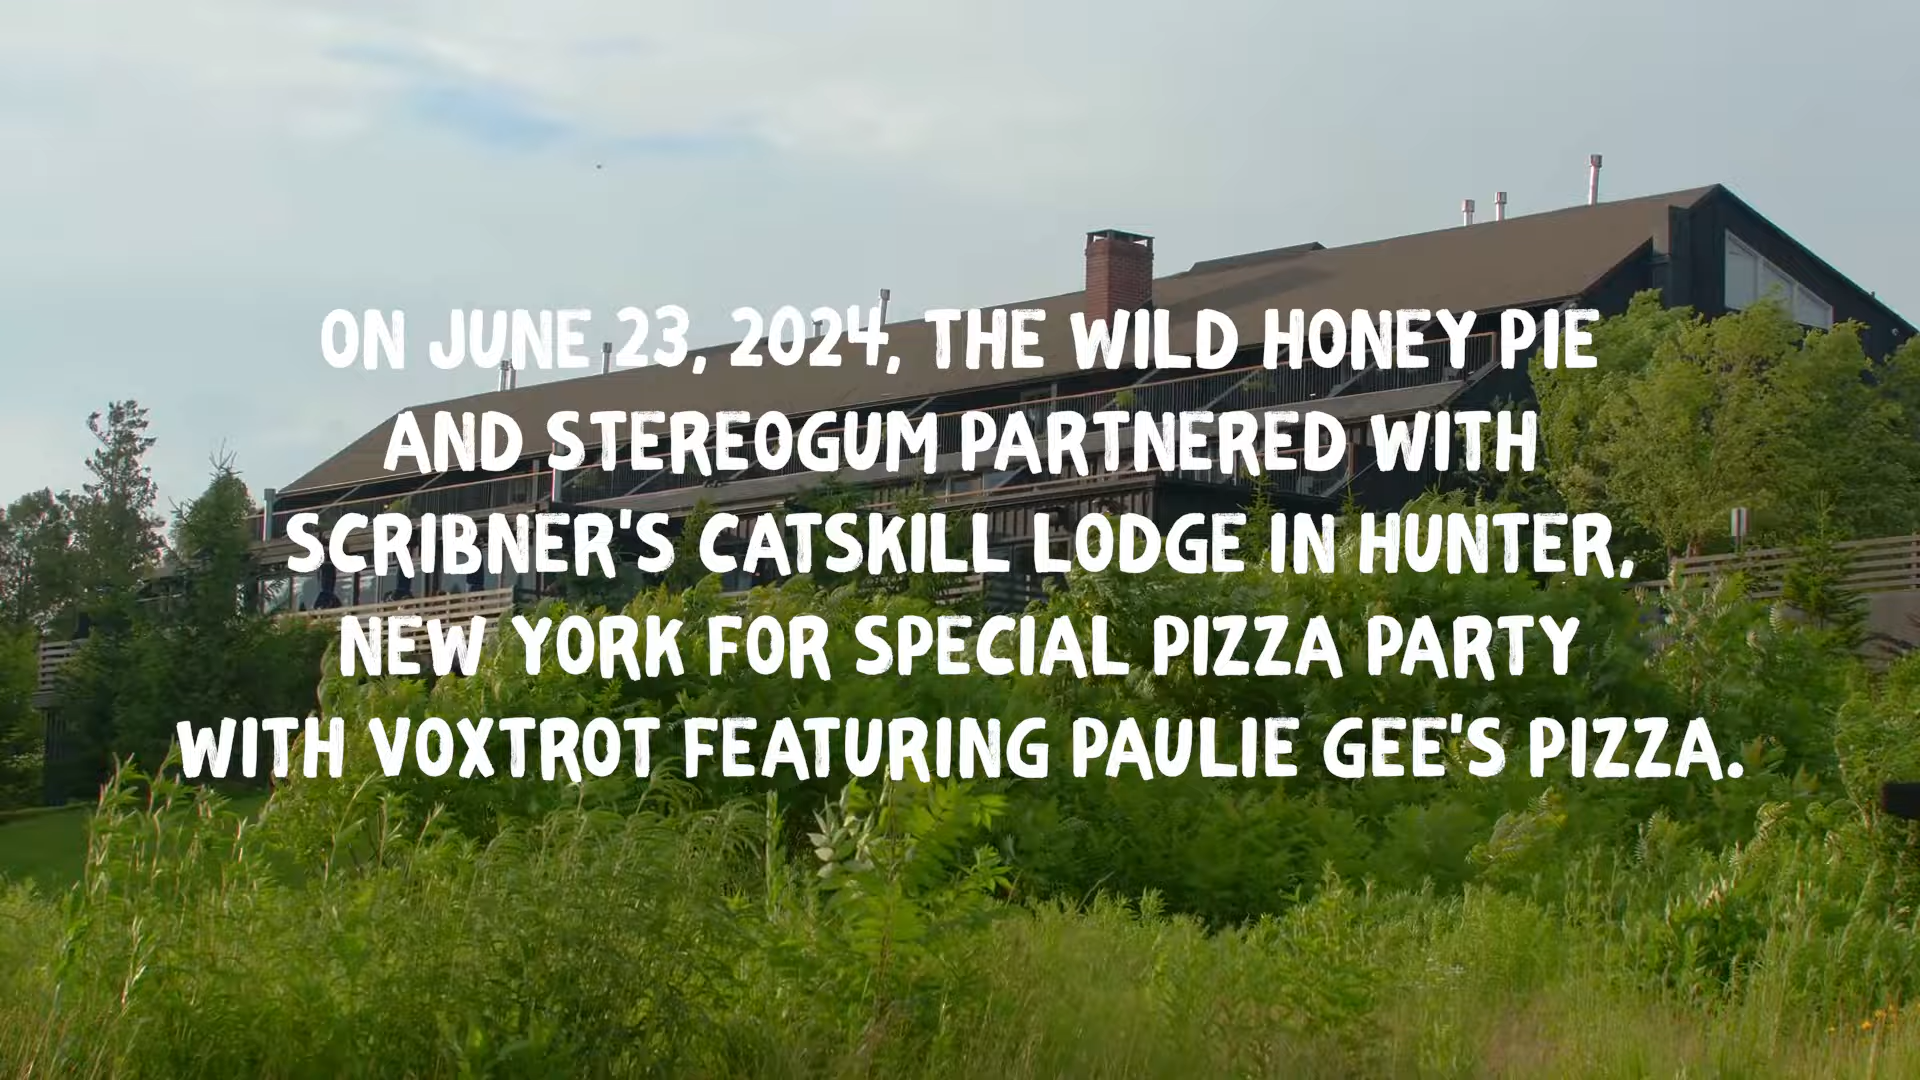 ON JUNE 23, 2024, THE WILD HONEY PIE
AND STEREOGUM PARTNERED WITH
SCRIBNER'S CATSKILL LODGE IN HUNTER,
NEW YORK FOR SPECIAL PIZZA PARTY
WITH VOXTROT FEATURING PAULIE GEE'S PIZZA.